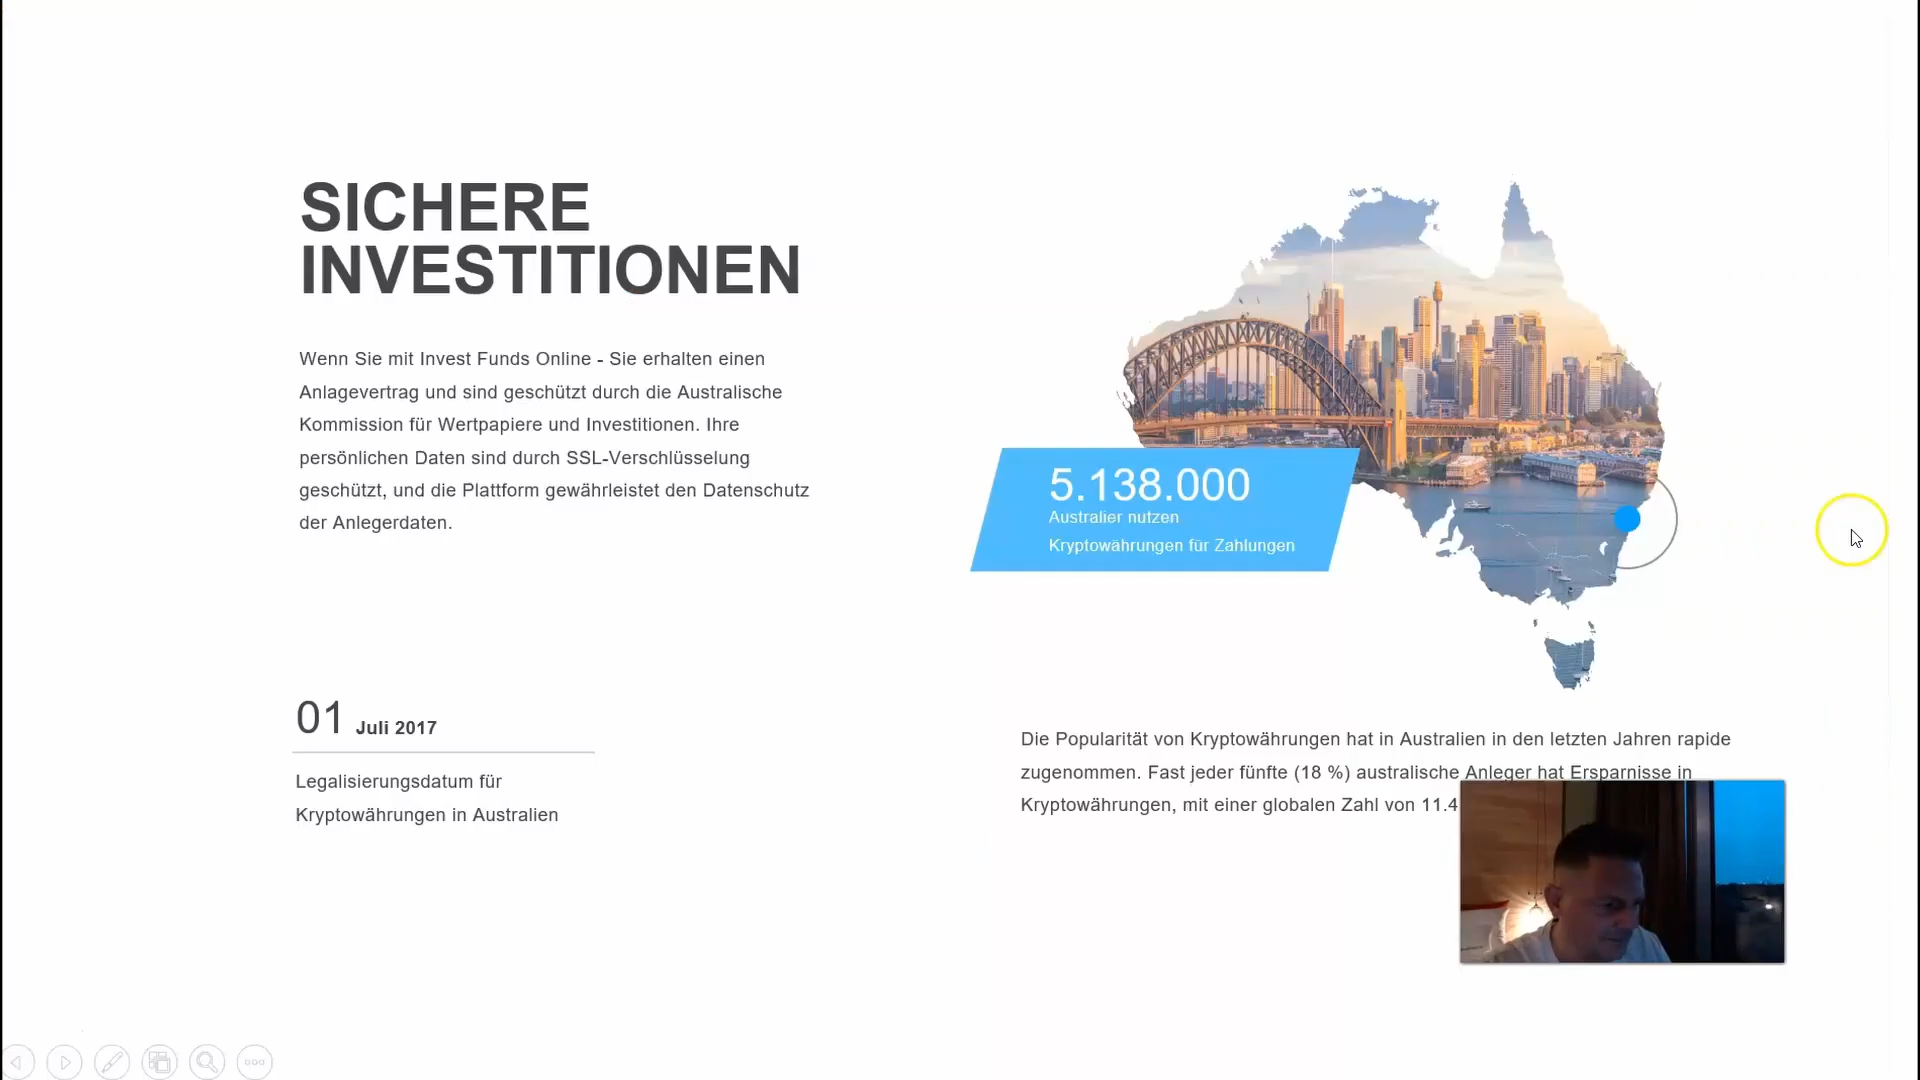 SICHERE
INVESTITIONEN
Wenn Sie mit Invest Funds Online - Sie erhalten einen
Anlagevertrag und sind geschützt durch die Australische
Kommission für Wertpapiere und Investitionen. Ihre
persönlichen Daten sind durch SSL-Verschlüsselung
geschützt, und die Plattform gewährleistet den Datenschutz
der Anlegerdaten.
5.138.000
Australier nutzen
Kryptowährungen für Zahlungen
01 Juli 2017
Legalisierungsdatum für
Kryptowährungen in Australien
Die Popularität von Kryptowährungen hat in Australien in den letzten Jahren rapide
zugenommen. Fast jeder fünfte (18 %) australische Anleger hat Ersparnisse in
Kryptowährungen, mit einer globalen Zahl von 11.4